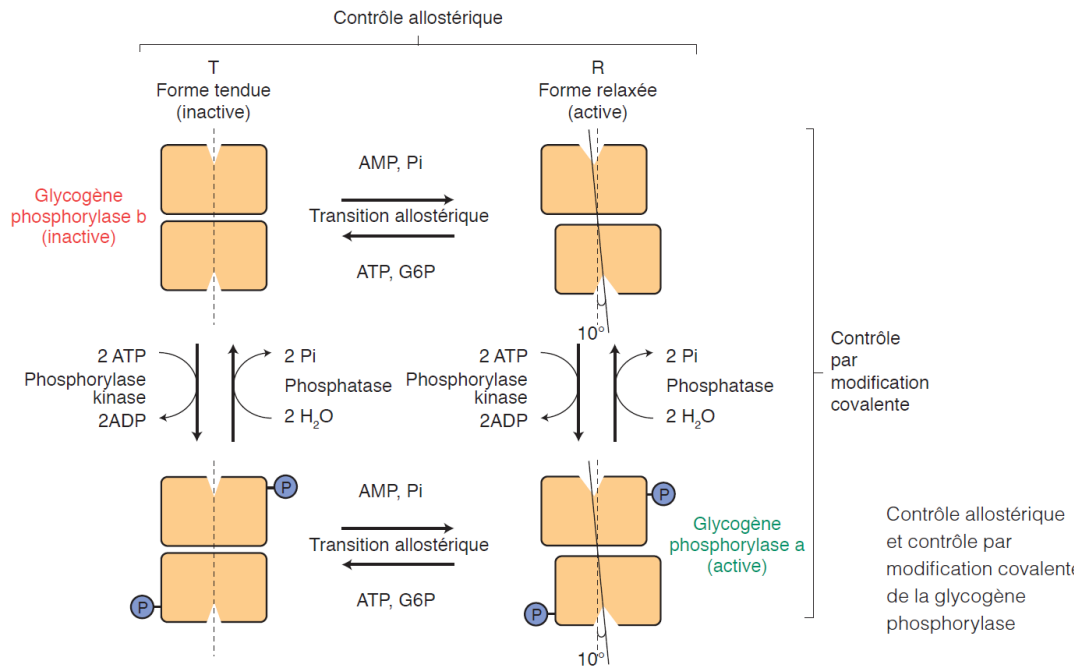 Contrôle allostérique
T
Forme tendue
(inactive)
R
Forme relaxée
(active)
Glycogène
phosphorylase b
(inactive)
AMP, Pi
Transition allostérique
ATP, G6P
10°
2 ATP
Phosphorylase
kinase
2ADP
2 Pi
Phosphatase
2 H₂O
2 ATP
Phosphorylase
kinase
2ADP
2 Pi
Phosphatase
2 H₂O
Contrôle
par
modification
covalente
P
P
AMP, Pi
Transition allostérique
ATP, G6P
P
P
10°
Glycogène
phosphorylase a
(active)
Contrôle allostérique
et contrôle par
modification covalente
de la glycogène
phosphorylase